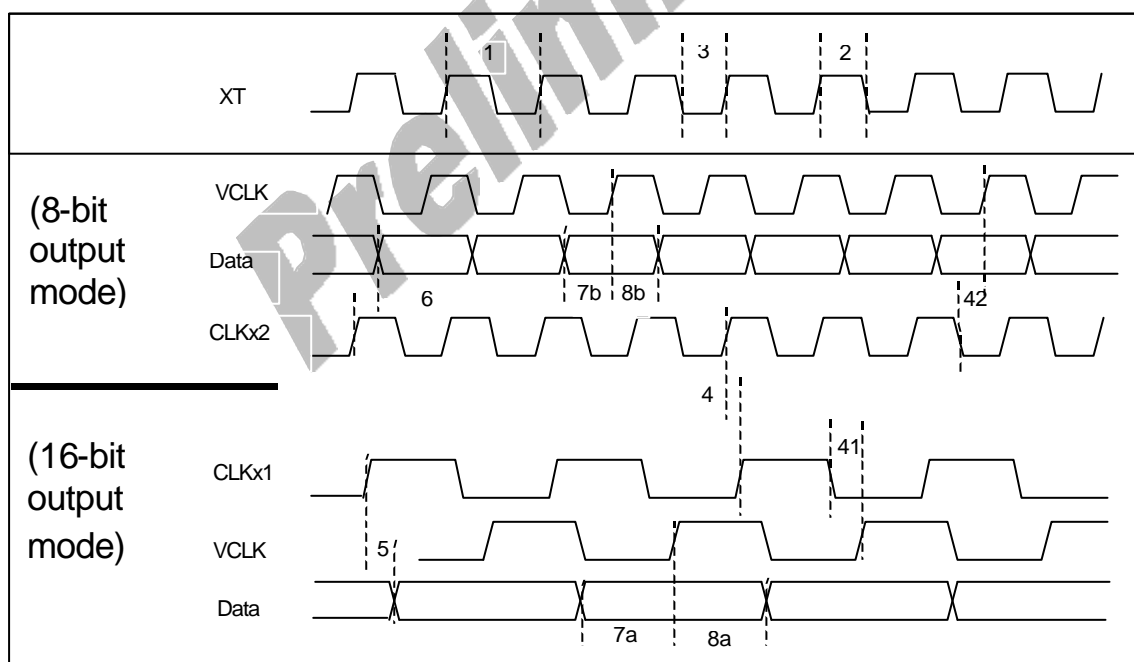 Prelimi
1
3
2
XT
(8-bit
output
mode)
VCLK
Data
6
7b
8b
42
CLKx2
4
(16-bit
output
mode)
CLKx1
41
VCLK
5
Data
7a
8a